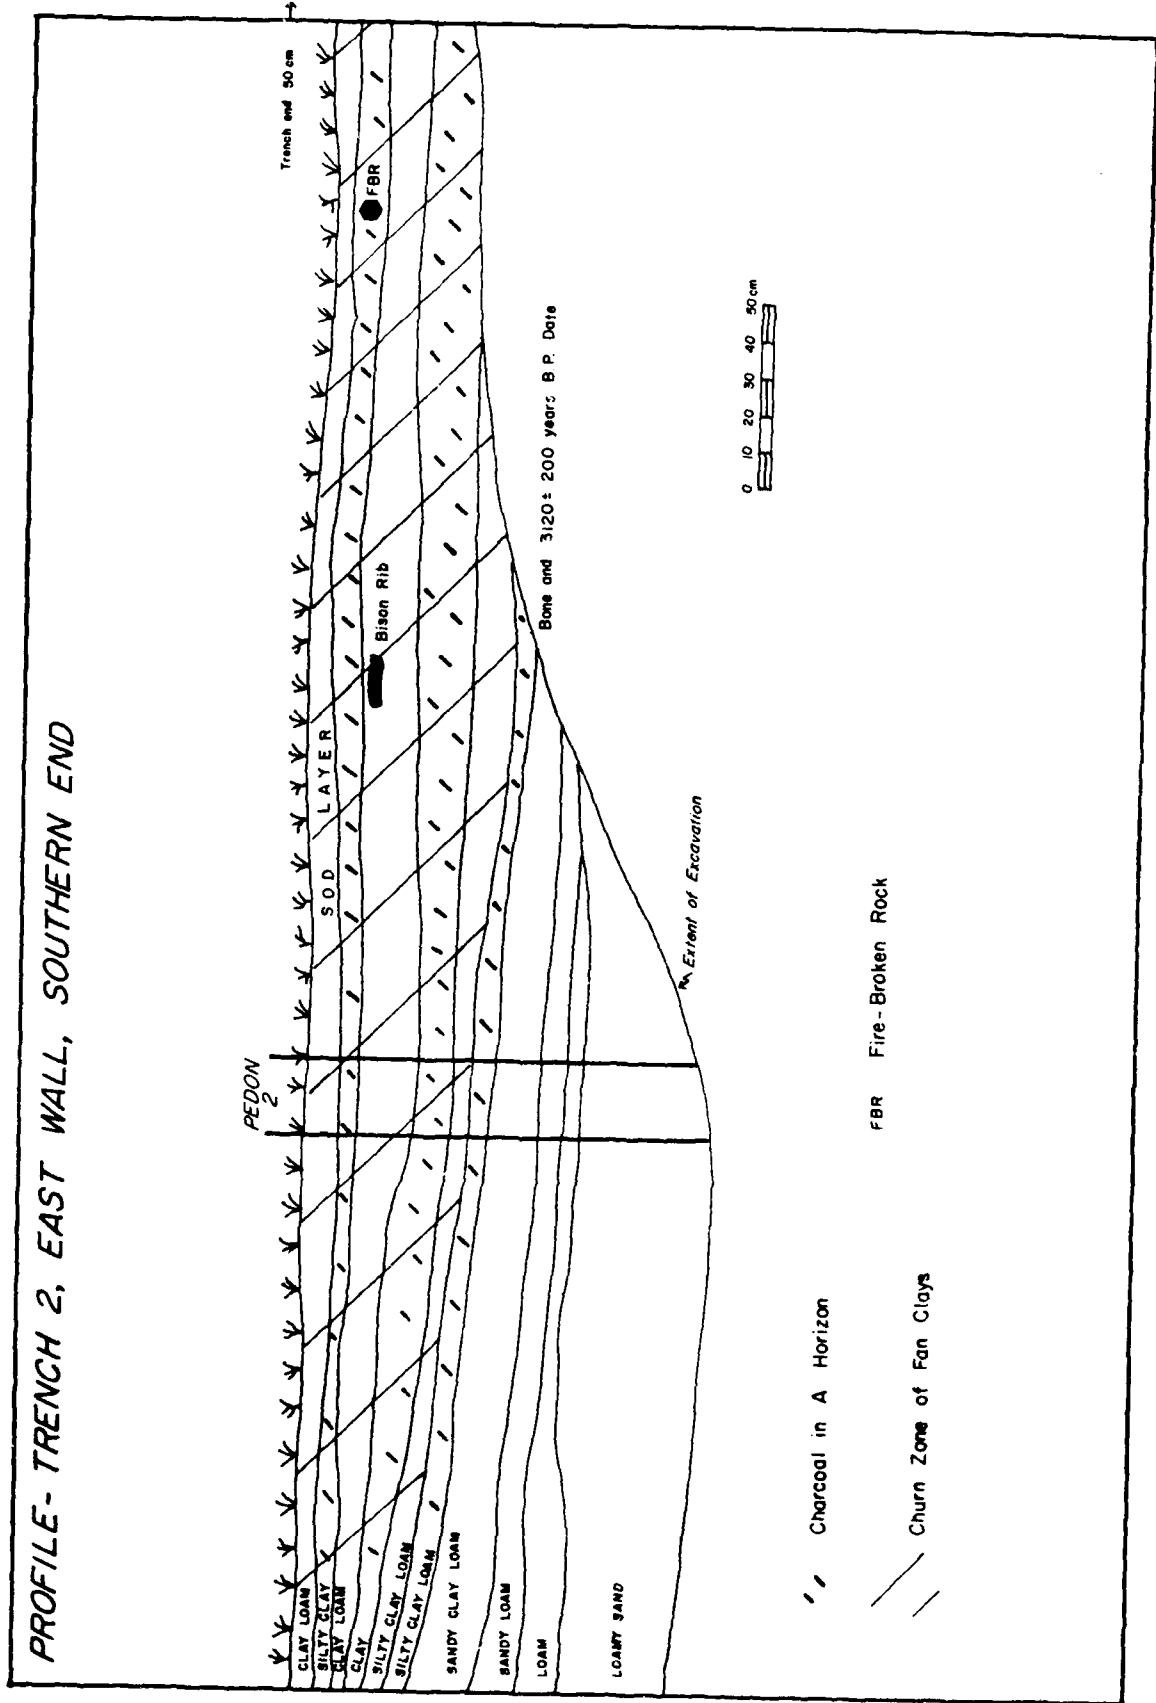 PROFILE - TRENCH 2, EAST WALL, SOUTHERN END
Trench end 50 cm
PEDON
2
SOD LAYER
FBR
Bison Rib
CLAY LOAM
SILTY CLAY
CLAY LOAM
CLAY
SILTY CLAY LOAM
SILTY CLAY LOAM
SANDY CLAY LOAM
SANDY LOAM
LOAM
LOAMY SAND
Bone and 3120 ± 200 years B.P. Date
Extent of Excavation
0 10 20 30 40 50 cm
Charcoal in A Horizon
FBR Fire-Broken Rock
Churn Zone of Fan Clays